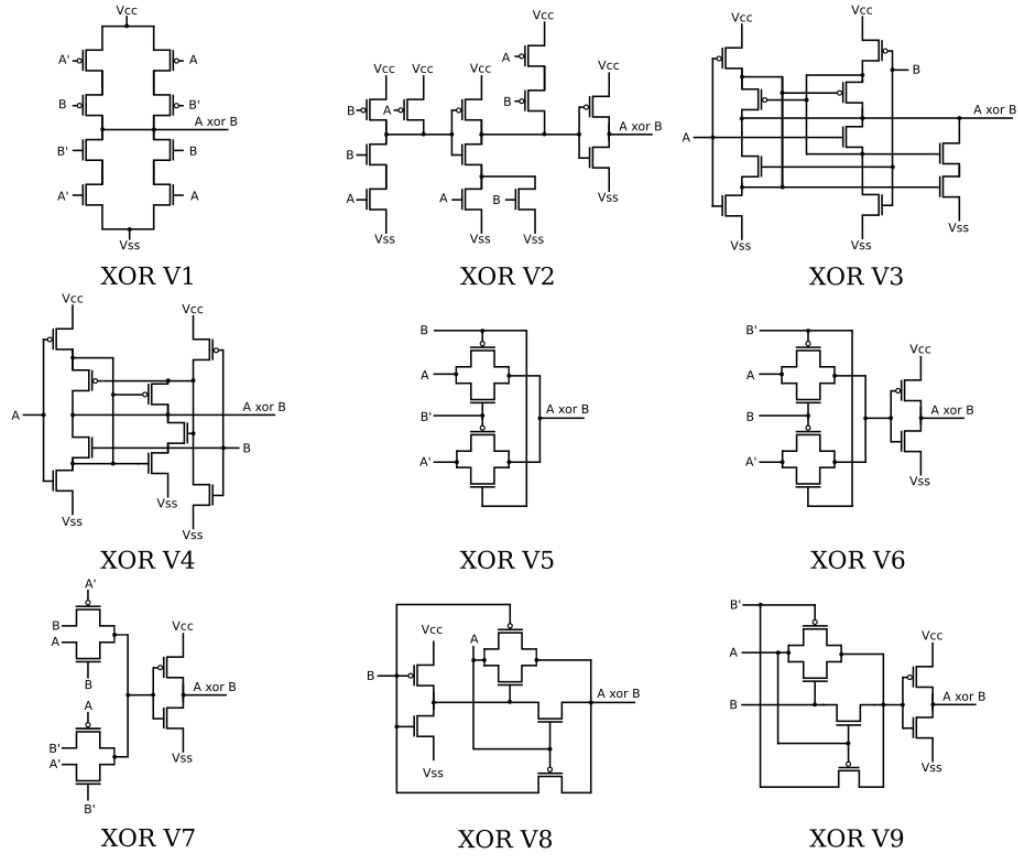 Vcc
A'
A
B
B'
A xor B
B'
B
A'
A
Vss
XOR V1
Vcc
A
Vcc
Vcc
Vcc
Vcc
B
A
B
A xor B
B
A
A
B
Vss
Vss
Vss
Vss
XOR V2
Vcc
Vcc
B
A xor B
A
Vss
Vss
Vss
XOR V3
Vcc
Vcc
A
A xor B
B
Vss
Vss
Vss
XOR V4
B
A
B'
A xor B
A'
XOR V5
B'
Vcc
A
B
A xor B
A'
Vss
XOR V6
A'
B
A
Vcc
B
A xor B
A
B'
A'
Vss
B'
XOR V7
Vcc
A
B
A xor B
Vss
XOR V8
B'
Vcc
A
B
A xor B
Vss
XOR V9